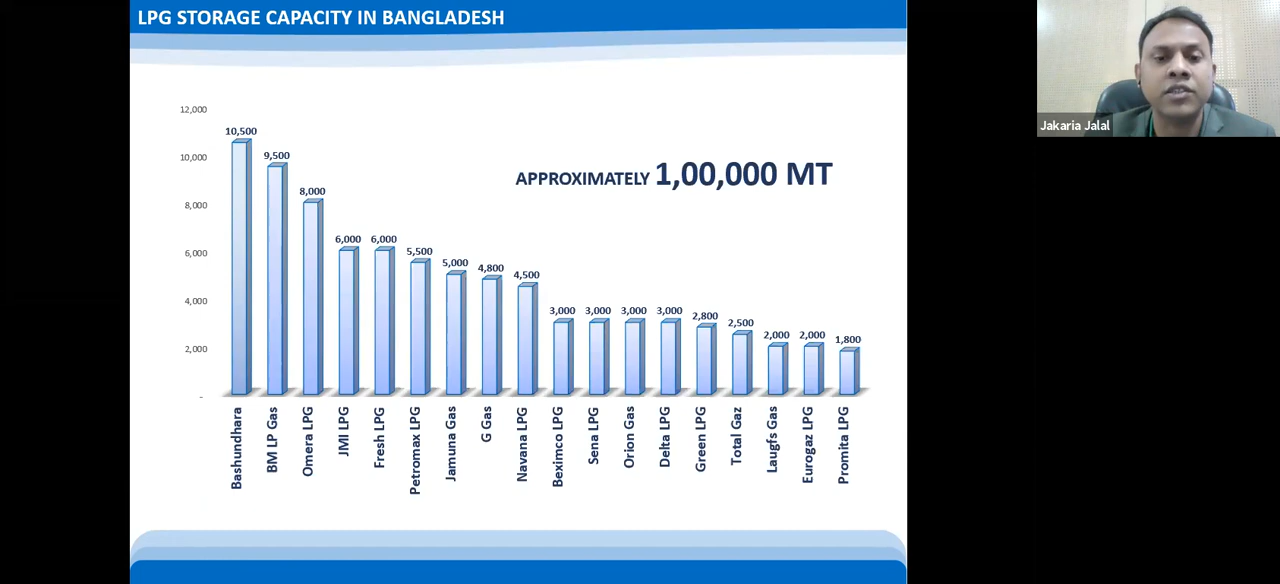 LPG STORAGE CAPACITY IN BANGLADESH
12,000
10,000
8,000
6,000
4,000
2,000
-
APPROXIMATELY 1,00,000 MT
10,500
9,500
8,000
6,000
6,000
5,500
5,000
4,800
4,500
3,000
3,000
3,000
3,000
2,800
2,500
2,000
2,000
1,800
Bashundhara
BM LP Gas
Omera LPG
JMI LPG
Fresh LPG
Petromax LPG
Jamuna Gas
G Gas
Navana LPG
Beximco LPG
Sena LPG
Orion Gas
Delta LPG
Green LPG
Total Gaz
Laugfs Gas
Eurogaz LPG
Promita LPG
Jakaria Jalal